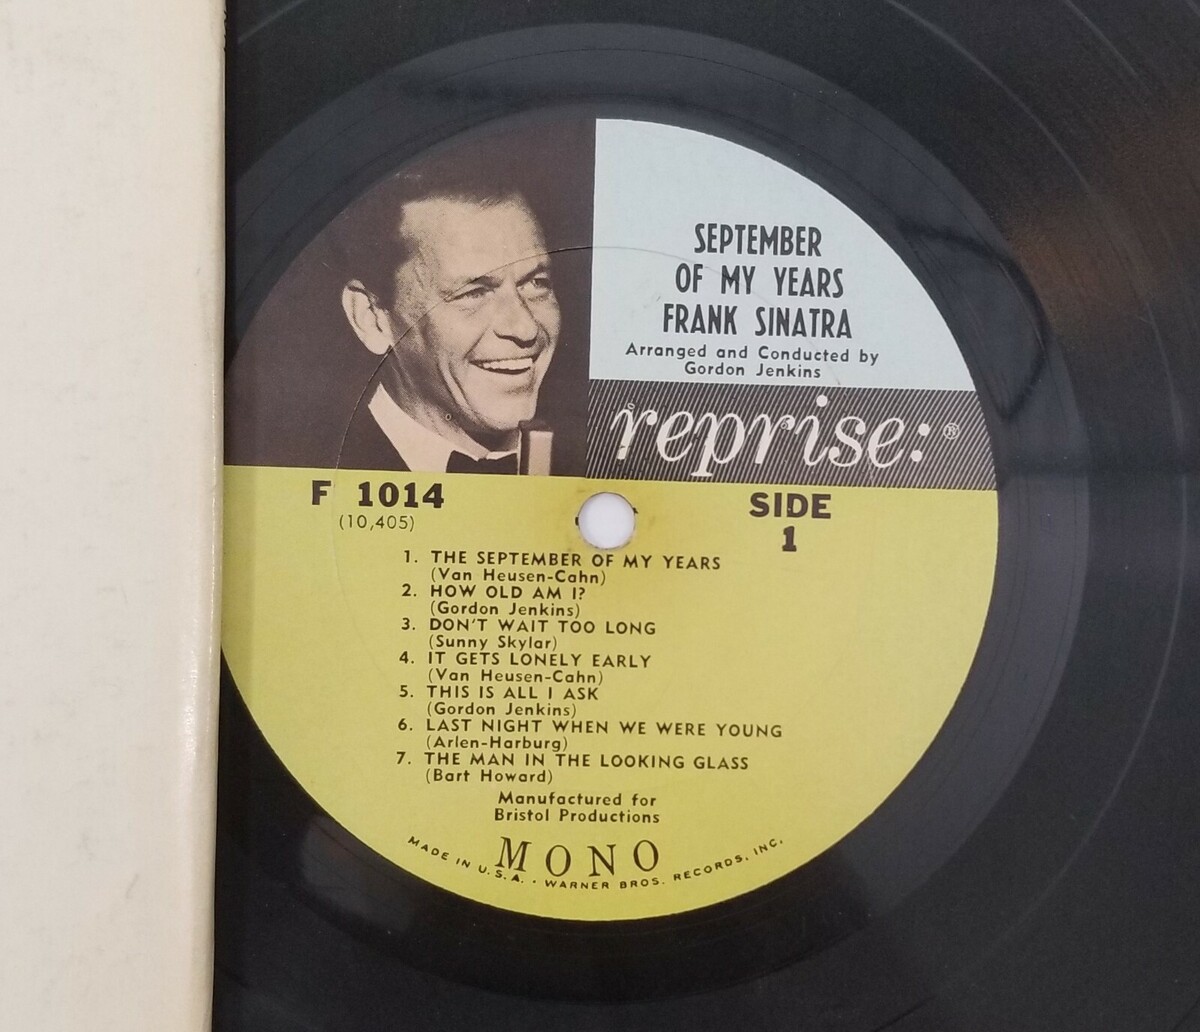 SEPTEMBER
OF MY YEARS
FRANK SINATRA
Arranged and Conducted by
Gordon Jenkins
reprise:®
F 1014
(10,405)
SIDE
1
1. THE SEPTEMBER OF MY YEARS
(Van Heusen-Cahn)
2. HOW OLD AM I?
(Gordon Jenkins)
3. DON'T WAIT TOO LONG
(Sunny Skylar)
4. IT GETS LONELY EARLY
(Van Heusen-Cahn)
5. THIS IS ALL I ASK
(Gordon Jenkins)
6. LAST NIGHT WHEN WE WERE YOUNG
(Arlen-Harburg)
7. THE MAN IN THE LOOKING GLASS
(Bart Howard)
Manufactured for
Bristol Productions
MONO
MADE IN U.S.A. · WARNER BROS. RECORDS, INC.